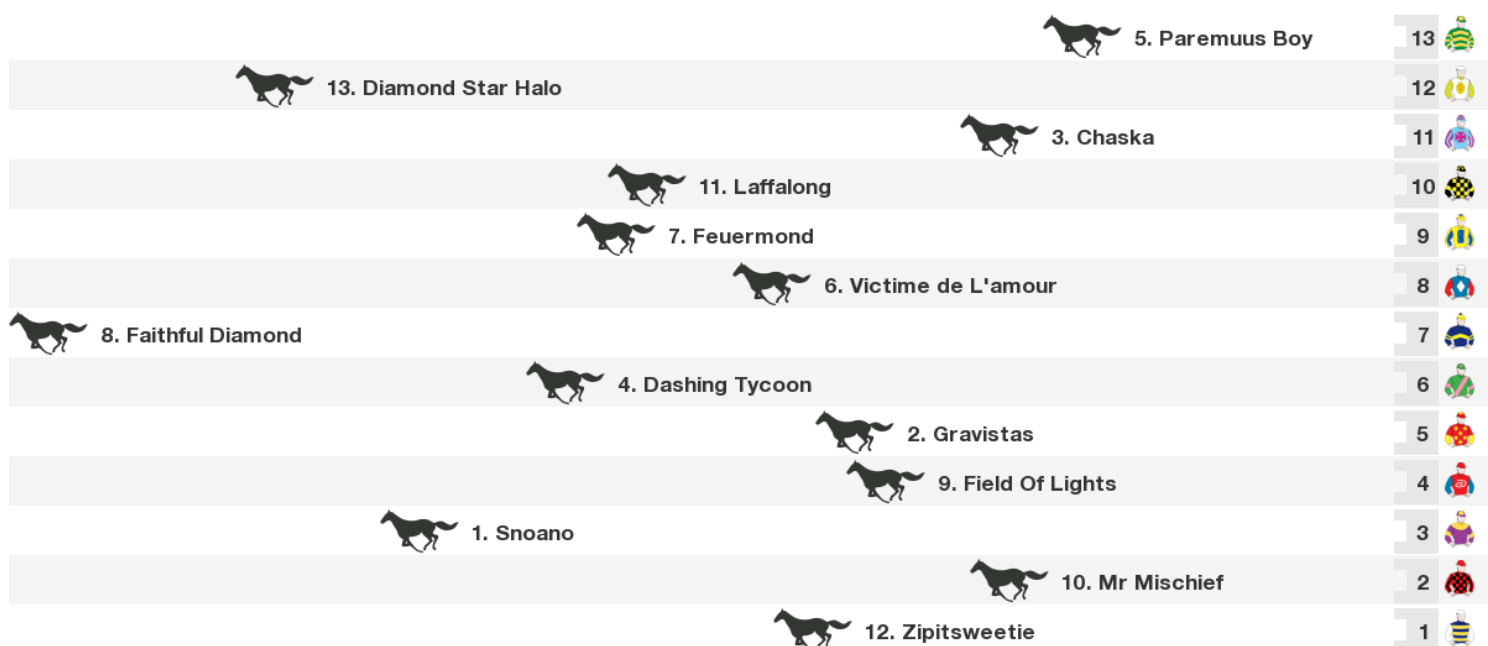 5. Paremuus Boy 13
13. Diamond Star Halo 12
3. Chaska 11
11. Laffalong 10
7. Feuermond 9
6. Victime de L'amour 8
8. Faithful Diamond 7
4. Dashing Tycoon 6
2. Gravistas 5
9. Field Of Lights 4
1. Snoano 3
10. Mr Mischief 2
12. Zipitsweetie 1